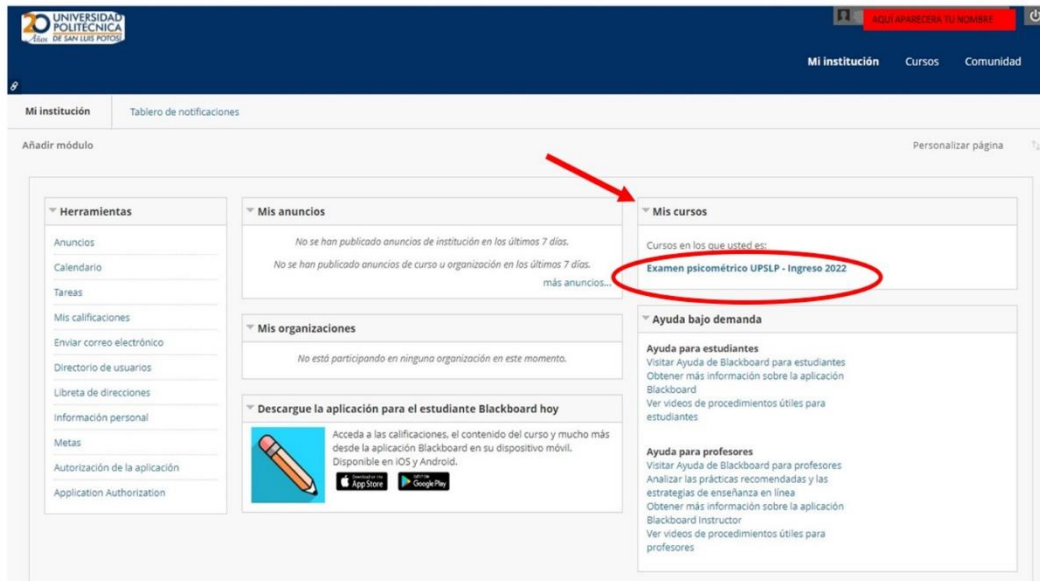 20 UNIVERSIDAD
POLITÉCNICA
Años DE SAN LUIS POTOSÍ
AQUÍ APARECERA TU NOMBRE
Mi institución Cursos Comunidad
Mi institución Tablero de notificaciones
Añadir módulo Personalizar página
Herramientas
Anuncios
Calendario
Tareas
Mis calificaciones
Enviar correo electrónico
Directorio de usuarios
Libreta de direcciones
Información personal
Metas
Autorización de la aplicación
Application Authorization
Mis anuncios
No se han publicado anuncios de institución en los últimos 7 días.
No se han publicado anuncios de curso u organización en los últimos 7 días.
más anuncios...
Mis organizaciones
No está participando en ninguna organización en este momento.
Descargue la aplicación para el estudiante Blackboard hoy
Acceda a las calificaciones, el contenido del curso y mucho más
desde la aplicación Blackboard en su dispositivo móvil.
Disponible en iOS y Android.
App Store Google Play
Mis cursos
Cursos en los que usted es:
Examen psicométrico UPSLP - Ingreso 2022
Ayuda bajo demanda
Ayuda para estudiantes
Visitar Ayuda de Blackboard para estudiantes
Obtener más información sobre la aplicación
Blackboard
Ver videos de procedimientos útiles para
estudiantes
Ayuda para profesores
Visitar Ayuda de Blackboard para profesores
Analizar las prácticas recomendadas y las
estrategias de enseñanza en línea
Obtener más información sobre la aplicación
Blackboard Instructor
Ver videos de procedimientos útiles para
profesores